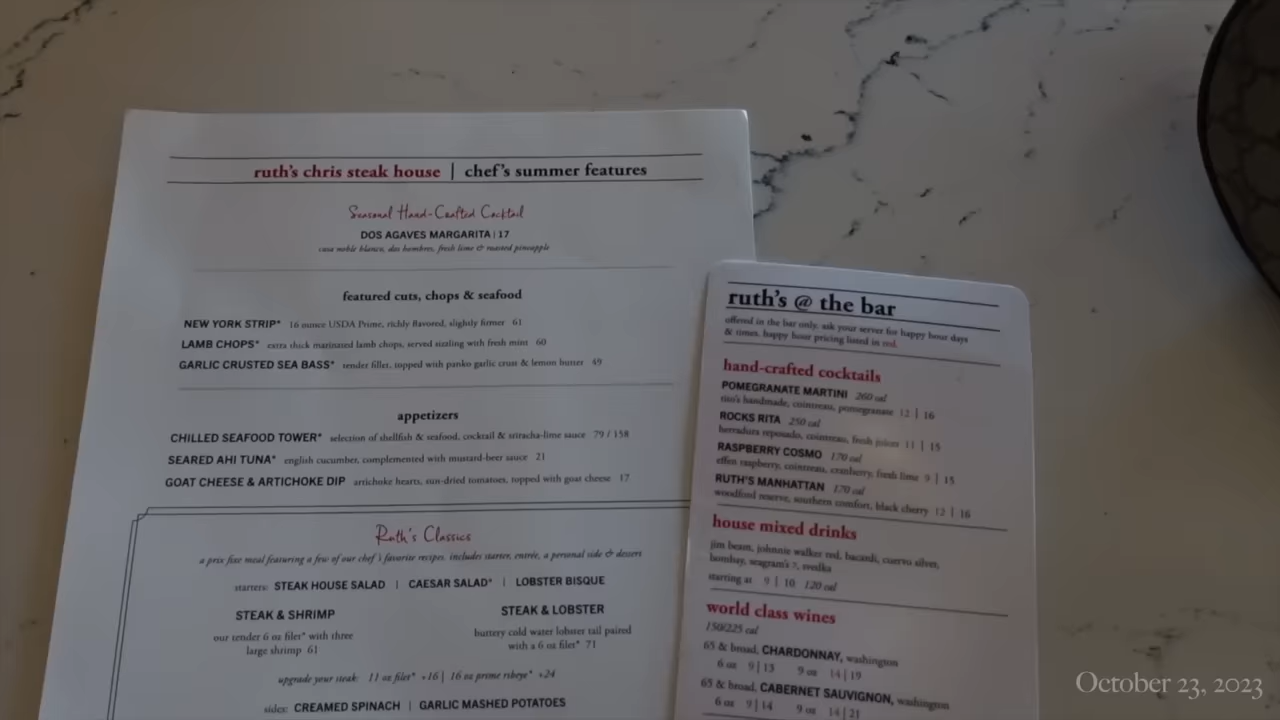 ruth's chris steak house | chef's summer features
Seasonal Hand-Crafted Cocktail
DOS AGAVES MARGARITA | 17
casa noble blanco, dos hombres, fresh lime & roasted pineapple
featured cuts, chops & seafood
NEW YORK STRIP* 16 ounce USDA Prime, richly flavored, slightly firmer 61
LAMB CHOPS* extra thick marinated lamb chops, served sizzling with fresh mint 60
GARLIC CRUSTED SEA BASS* tender fillet, topped with panko garlic crust & lemon butter 49
appetizers
CHILLED SEAFOOD TOWER* selection of shellfish & seafood, cocktail & sriracha-lime sauce 79 / 158
SEARED AHI TUNA* english cucumber, complemented with mustard-beer sauce 21
GOAT CHEESE & ARTICHOKE DIP artichoke hearts, sun-dried tomatoes, topped with goat cheese 17
Ruth's Classics
a prix fixe meal featuring a few of our chef's favorite recipes. includes starter, entrée, a personal side & dessert
starters: STEAK HOUSE SALAD | CAESAR SALAD* | LOBSTER BISQUE
STEAK & SHRIMP
our tender 6 oz filet* with three
large shrimp 61
STEAK & LOBSTER
buttery cold water lobster tail paired
with a 6 oz filet* 71
upgrade your steak: 11 oz filet* +16 | 16 oz prime ribeye* +24
sides: CREAMED SPINACH | GARLIC MASHED POTATOES
ruth's @ the bar
offered in the bar only. ask your server for happy hour days
& times. happy hour pricing listed in red.
hand-crafted cocktails
POMEGRANATE MARTINI 260 cal
tito's handmade, cointreau, pomegranate 12 | 16
ROCKS RITA 250 cal
herradura reposado, cointreau, fresh juices 11 | 15
RASPBERRY COSMO 170 cal
effen raspberry, cointreau, cranberry, fresh lime 9 | 15
RUTH'S MANHATTAN 170 cal
woodford reserve, southern comfort, black cherry 12 | 16
house mixed drinks
jim beam, johnnie walker red, bacardi, cuervo silver,
bombay, seagram's 7, svedka
starting at 9 | 10 120 cal
world class wines
150/225 cal
65 & broad, CHARDONNAY, washington
6 oz 9 | 13 9 oz 14 | 19
65 & broad, CABERNET SAUVIGNON, washington
6 oz 9 | 14 9 oz 14 | 21
October 23, 2023